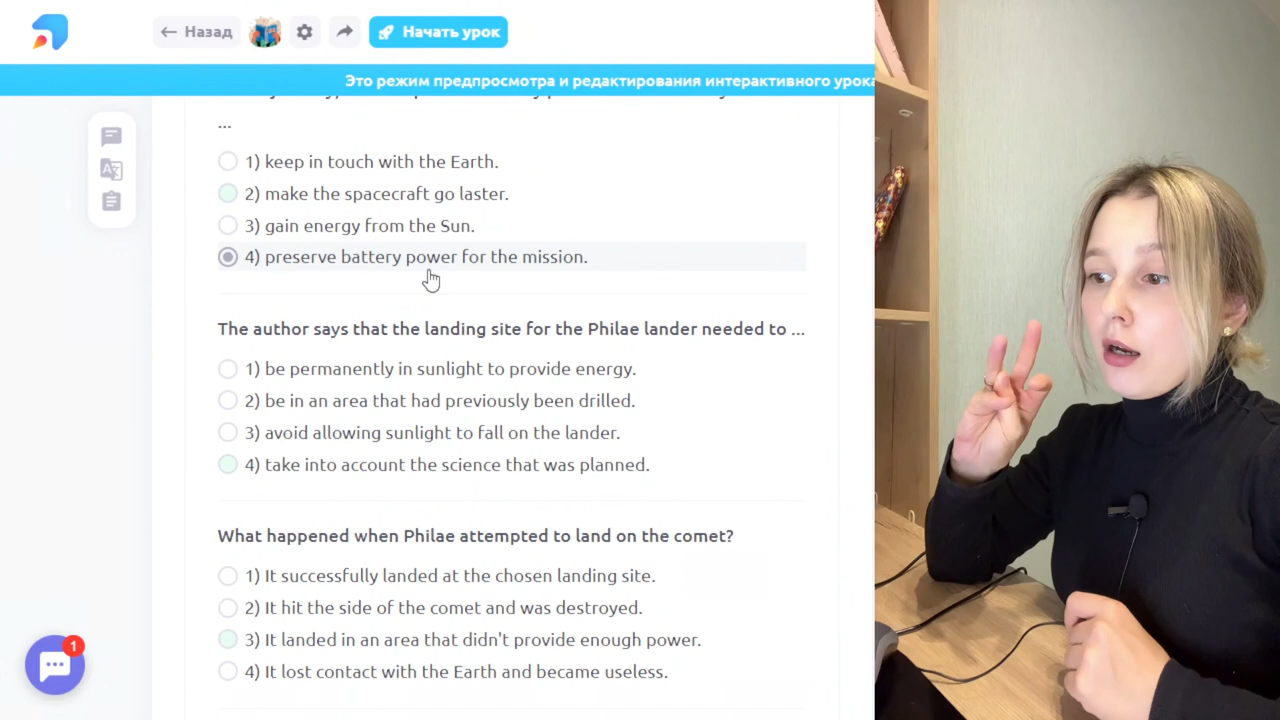 Назад
Начать урок
Это режим предпросмотра и редактирования интерактивного урока
...
1) keep in touch with the Earth.
2) make the spacecraft go laster.
3) gain energy from the Sun.
4) preserve battery power for the mission.
The author says that the landing site for the Philae lander needed to ...
1) be permanently in sunlight to provide energy.
2) be in an area that had previously been drilled.
3) avoid allowing sunlight to fall on the lander.
4) take into account the science that was planned.
What happened when Philae attempted to land on the comet?
1) It successfully landed at the chosen landing site.
2) It hit the side of the comet and was destroyed.
3) It landed in an area that didn't provide enough power.
4) It lost contact with the Earth and became useless.
1